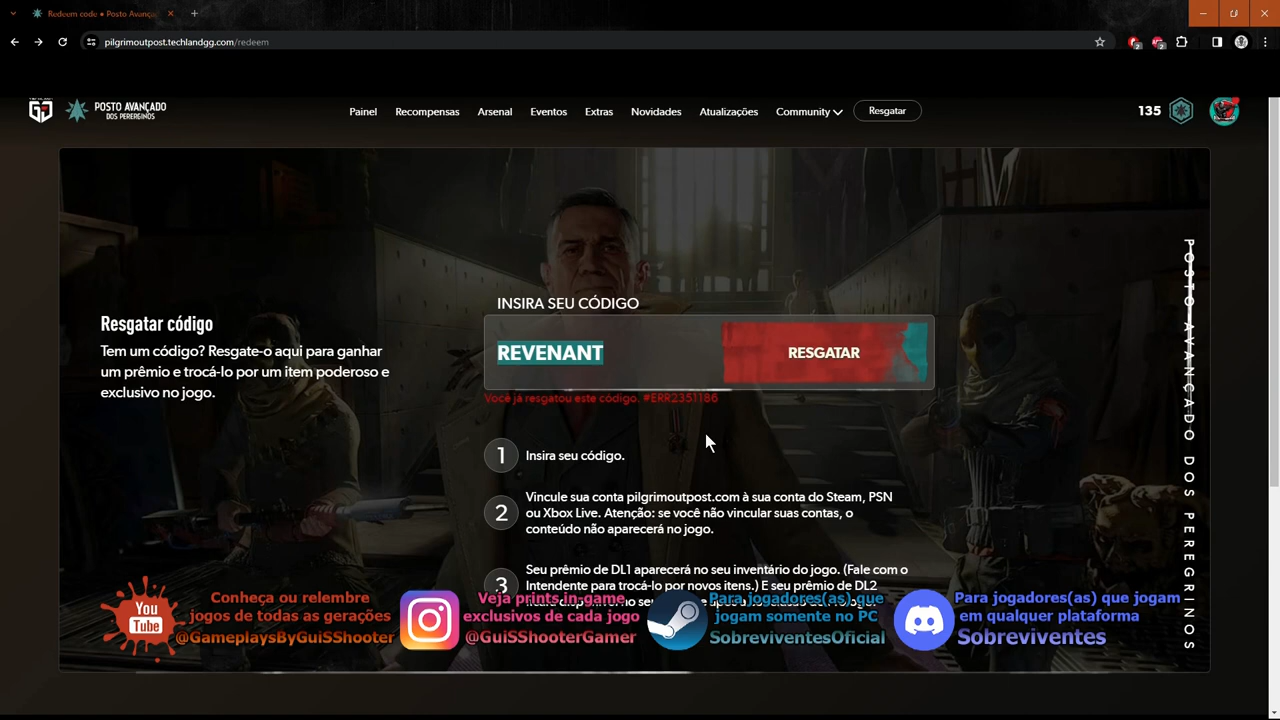 Redeem code • Posto Avanç
pilgrimoutpost.techlandgg.com/redeem
GG
POSTO AVANÇADO
DOS PEREGRINOS
Painel
Recompensas
Arsenal
Eventos
Extras
Novidades
Atualizações
Community
Resgatar
135
Resgatar código
Tem um código? Resgate-o aqui para ganhar
um prêmio e trocá-lo por um item poderoso e
exclusivo no jogo.
INSIRA SEU CÓDIGO
REVENANT
RESGATAR
Você já resgatou este código. #ERR2351186
1
Insira seu código.
2
Vincule sua conta pilgrimoutpost.com à sua conta do Steam, PSN
ou Xbox Live. Atenção: se você não vincular suas contas, o
conteúdo não aparecerá no jogo.
3
Seu prêmio de DL1 aparecerá no seu inventário do jogo. (Fale com o
Intendente para trocá-lo por novos itens.) E seu prêmio de DL2
POSTO AVANÇADO DOS PEREGRINOS
You
Tube
Conheça ou relembre
jogos de todas as gerações
@GameplaysByGuiSShooter
Veja prints in-game
exclusivos de cada jogo
@GuiSShooterGamer
Para jogadores(as) que
jogam somente no PC
SobreviventesOficial
Para jogadores(as) que jogam
em qualquer plataforma
Sobreviventes